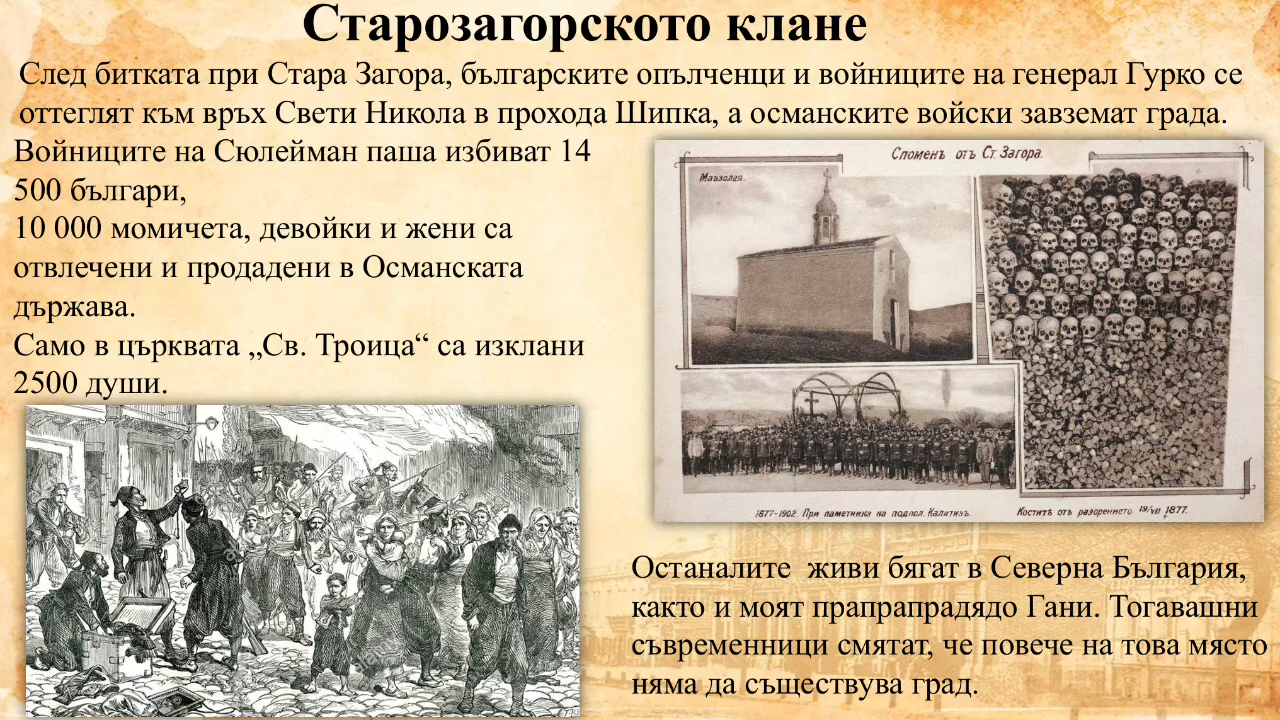 Старозагорското клане
След битката при Стара Загора, българските опълченци и войниците на генерал Гурко се
оттеглят към връх Свети Никола в прохода Шипка, а османските войски завземат града.
Войниците на Сюлейман паша избиват 14
500 българи,
10 000 момичета, девойки и жени са
отвлечени и продадени в Османската
държава.
Само в църквата „Св. Троица“ са изклани
2500 души.
Споменъ отъ Ст. Загора.
Мавзолея.
1877-1902. При паметника на подпол. Калитинъ.
Коститѣ отъ разорението 19/VII 1877.
Останалите  живи бягат в Северна България,
както и моят прапрапрадядо Гани. Тогавашни
съвременници смятат, че повече на това място
няма да съществува град.